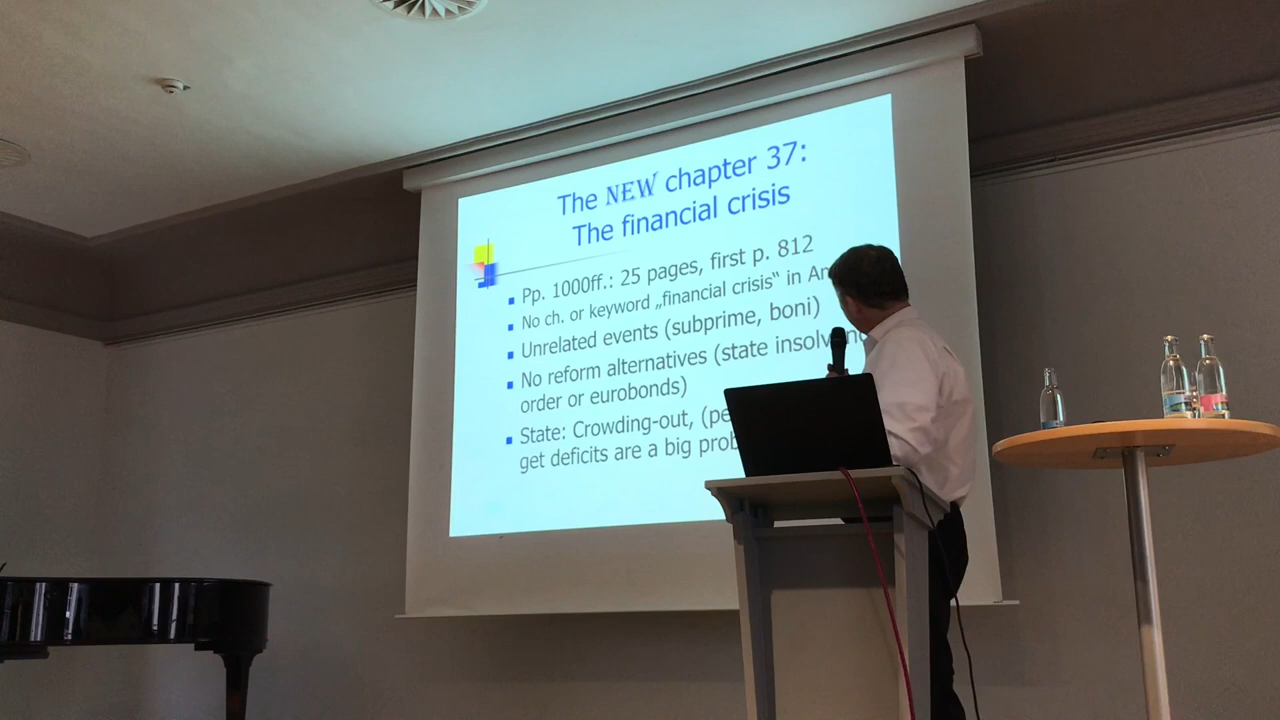 The NEW chapter 37:
The financial crisis
Pp. 1000ff.: 25 pages, first p. 812
No ch. or keyword „financial crisis“ in
Unrelated events (subprime, boni)
No reform alternatives (state
order or eurobonds)
State: Crowding-out,
get deficits are a big